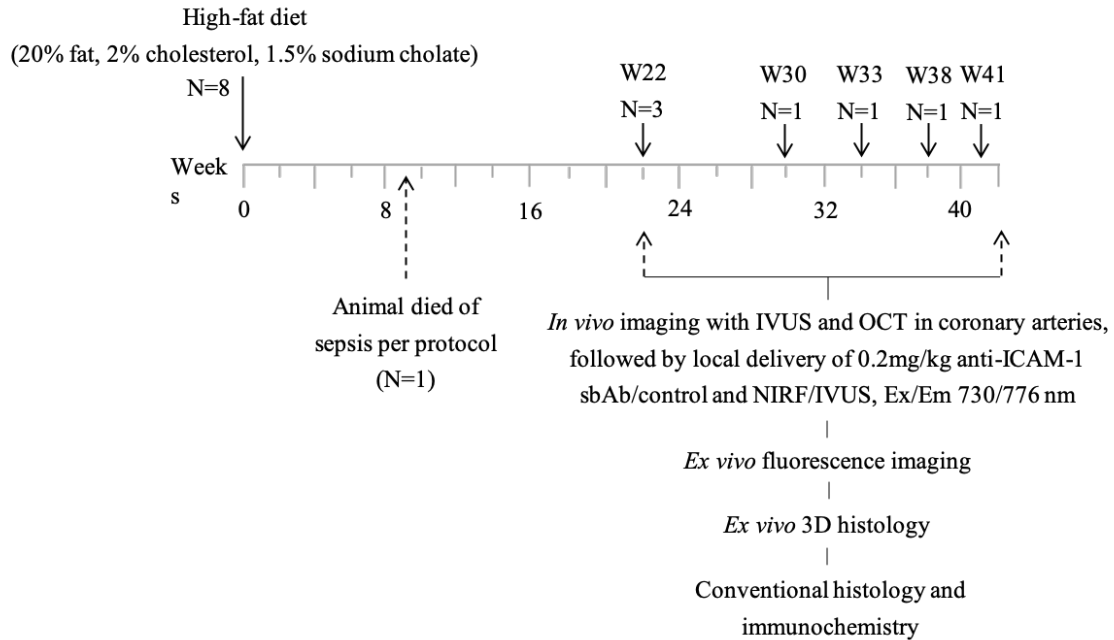 High-fat diet
(20% fat, 2% cholesterol, 1.5% sodium cholate)
N=8
W22
N=3
W30
N=1
W33
N=1
W38
N=1
W41
N=1
Week
s
0
8
16
24
32
40
Animal died of
sepsis per protocol
(N=1)
In vivo imaging with IVUS and OCT in coronary arteries,
followed by local delivery of 0.2mg/kg anti-ICAM-1
sbAb/control and NIRF/IVUS, Ex/Em 730/776 nm
Ex vivo fluorescence imaging
Ex vivo 3D histology
Conventional histology and
immunochemistry